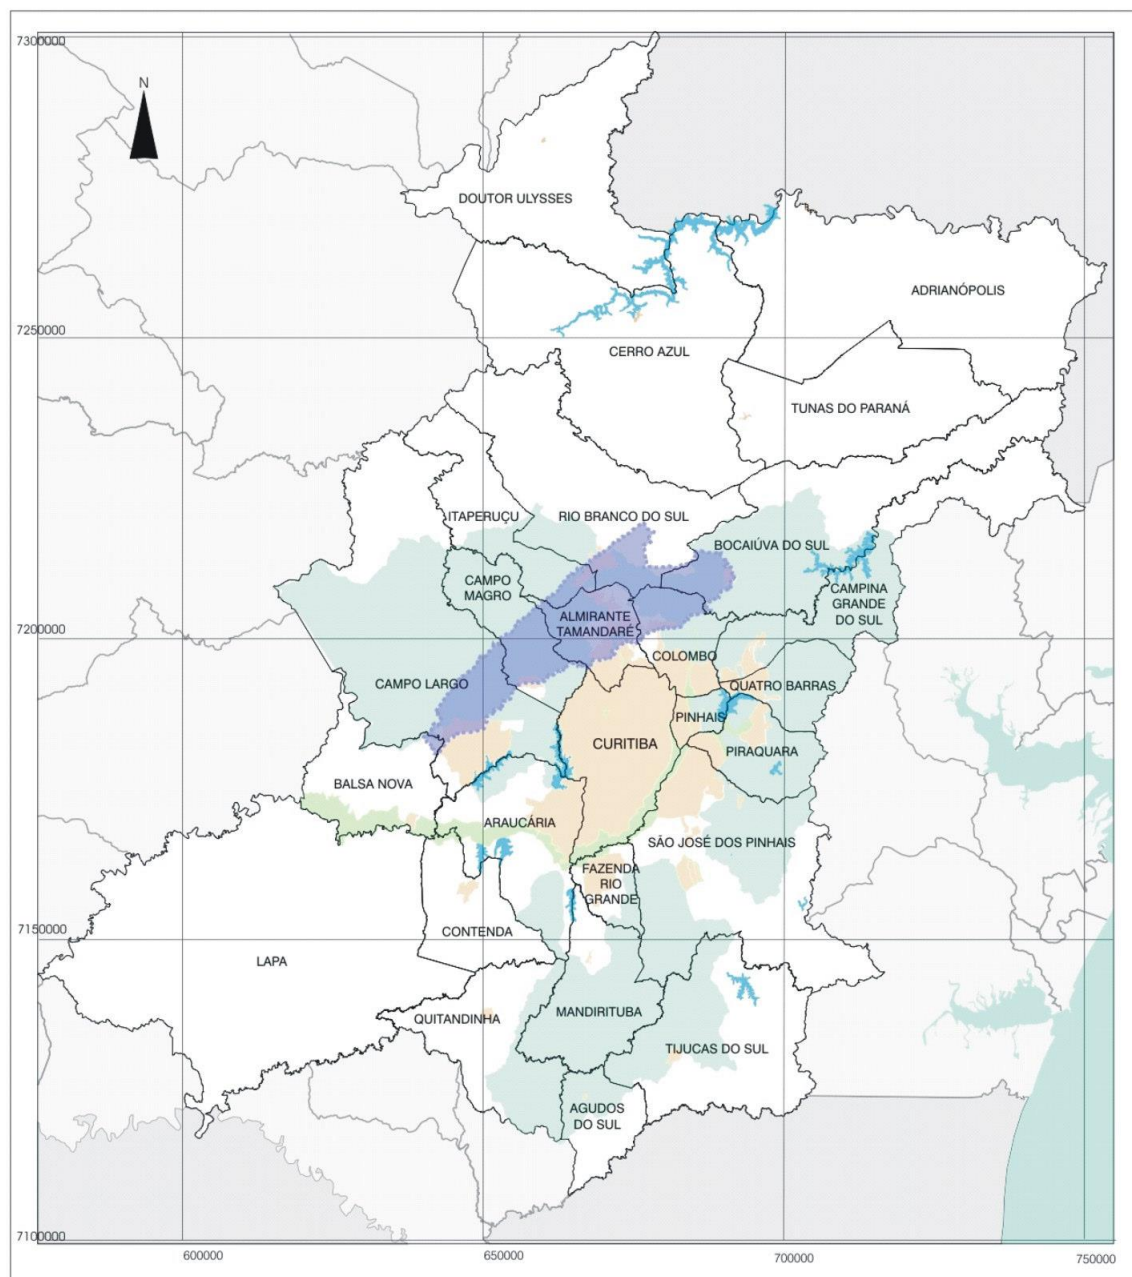 7300000
N
DOUTOR ULYSSES
ADRIANÓPOLIS
7250000
CERRO AZUL
TUNAS DO PARANÁ
ITAPERUÇU
RIO BRANCO DO SUL
BOCAIÚVA DO SUL
CAMPO
MAGRO
CAMPINA
GRANDE
DO SUL
ALMIRANTE
TAMANDARÉ
7200000
COLOMBO
CAMPO LARGO
QUATRO BARRAS
PINHAIS
CURITIBA
PIRAQUARA
BALSA NOVA
ARAUCÁRIA
SÃO JOSÉ DOS PINHAIS
FAZENDA
RIO
GRANDE
7150000
CONTENDA
LAPA
MANDIRITUBA
QUITANDINHA
TIJUCAS DO SUL
AGUDOS
DO SUL
7100000
600000
650000
700000
750000